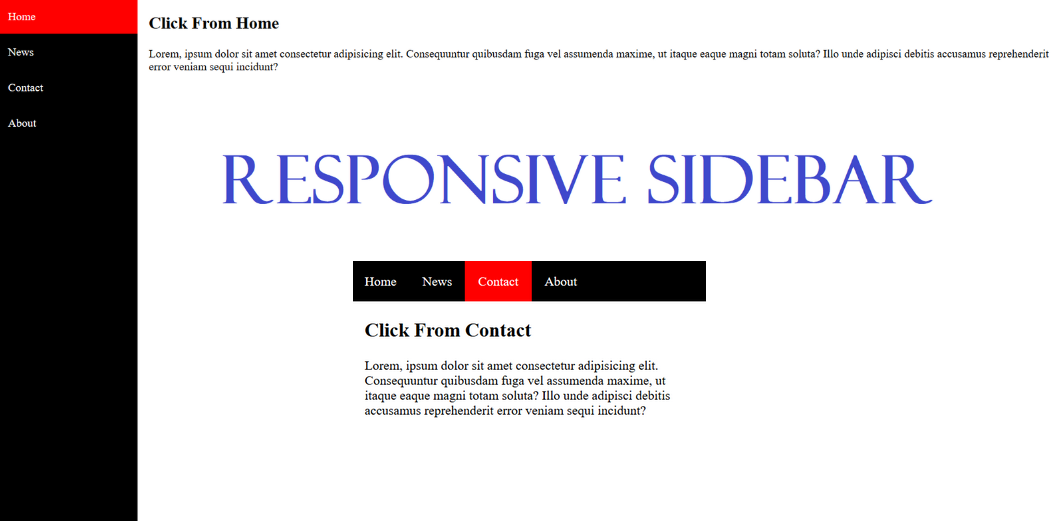 Home
News
Contact
About
Click From Home
Lorem, ipsum dolor sit amet consectetur adipisicing elit. Consequuntur quibusdam fuga vel assumenda maxime, ut itaque eaque magni totam soluta? Illo unde adipisci debitis accusamus reprehenderit
error veniam sequi incidunt?
RESPONSIVE SIDEBAR
Home News Contact About
Click From Contact
Lorem, ipsum dolor sit amet consectetur adipisicing elit.
Consequuntur quibusdam fuga vel assumenda maxime, ut
itaque eaque magni totam soluta? Illo unde adipisci debitis
accusamus reprehenderit error veniam sequi incidunt?